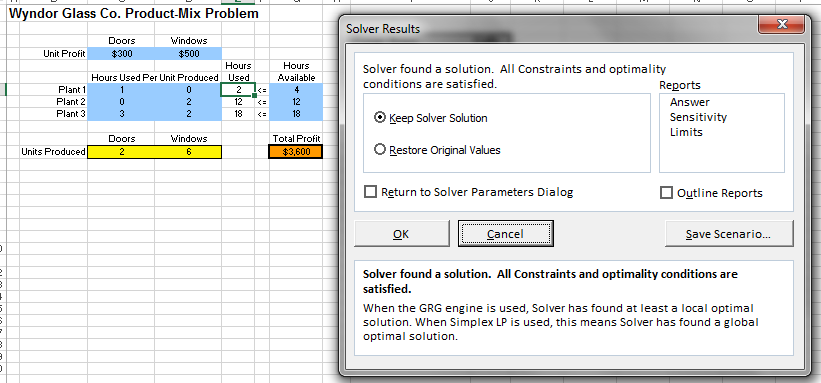 Wyndor Glass Co. Product-Mix Problem
Doors Windows
Unit Profit $300 $500
Hours Hours
Hours Used Per Unit Produced Used Available
Plant 1 1 0 2 <= 4
Plant 2 0 2 12 <= 12
Plant 3 3 2 18 <= 18
Doors Windows Total Profit
Units Produced 2 6 $3,600
Solver Results
Solver found a solution. All Constraints and optimality
conditions are satisfied.
Reports
Answer
Sensitivity
Limits
Keep Solver Solution
Restore Original Values
Return to Solver Parameters Dialog
Outline Reports
OK
Cancel
Save Scenario...
Solver found a solution. All Constraints and optimality conditions are
satisfied.
When the GRG engine is used, Solver has found at least a local optimal
solution. When Simplex LP is used, this means Solver has found a global
optimal solution.